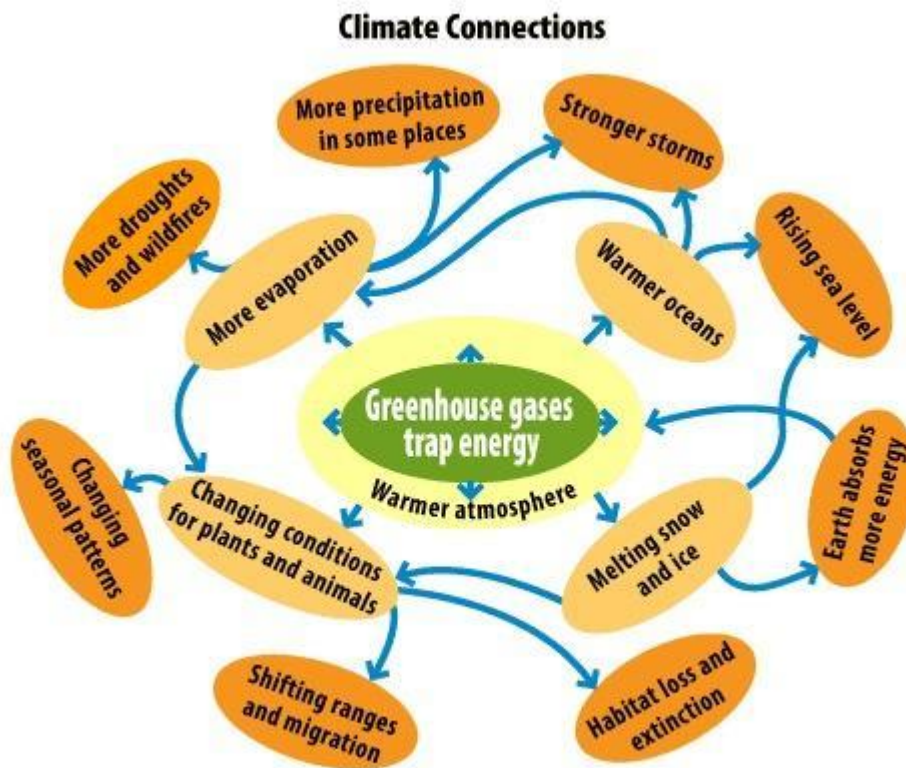 Climate Connections
More precipitation
in some places
Stronger storms
More droughts
and wildfires
More evaporation
Warmer oceans
Rising sea level
Greenhouse gases
trap energy
Warmer atmosphere
Changing
seasonal patterns
Changing conditions
for plants and animals
Melting snow
and ice
Earth absorbs
more energy
Shifting ranges
and migration
Habitat loss and
extinction